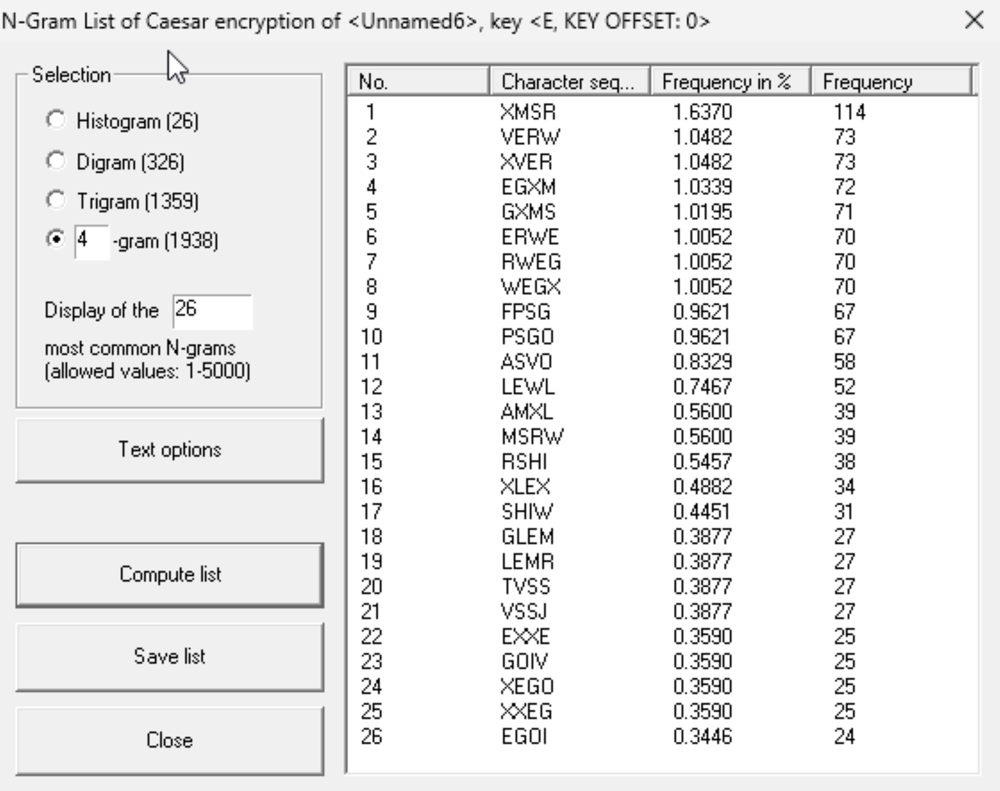 N-Gram List of Caesar encryption of <Unnamed6>, key <E, KEY OFFSET: 0>
Selection
Histogram (26)
Digram (326)
Trigram (1359)
4 -gram (1938)
Display of the 26
most common N-grams
(allowed values: 1-5000)
Text options
Compute list
Save list
Close
No. Character seq... Frequency in % Frequency
1 XMSR 1.6370 114
2 VERW 1.0482 73
3 XVER 1.0482 73
4 EGXM 1.0339 72
5 GXMS 1.0195 71
6 ERWE 1.0052 70
7 RWEG 1.0052 70
8 WEGX 1.0052 70
9 FPSG 0.9621 67
10 PSGO 0.9621 67
11 ASVO 0.8329 58
12 LEWL 0.7467 52
13 AMXL 0.5600 39
14 MSRW 0.5600 39
15 RSHI 0.5457 38
16 XLEX 0.4882 34
17 SHIW 0.4451 31
18 GLEM 0.3877 27
19 LEMR 0.3877 27
20 TVSS 0.3877 27
21 VSSJ 0.3877 27
22 EXXE 0.3590 25
23 GOIV 0.3590 25
24 XEGO 0.3590 25
25 XXEG 0.3590 25
26 EGOI 0.3446 24